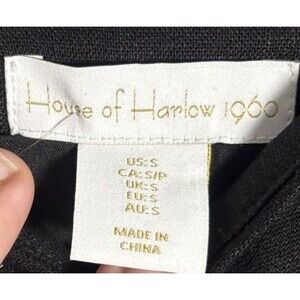 House of Harlow 1960
US:S
CA:S/P
UK:S
EU:S
AU:S
MADE IN
CHINA